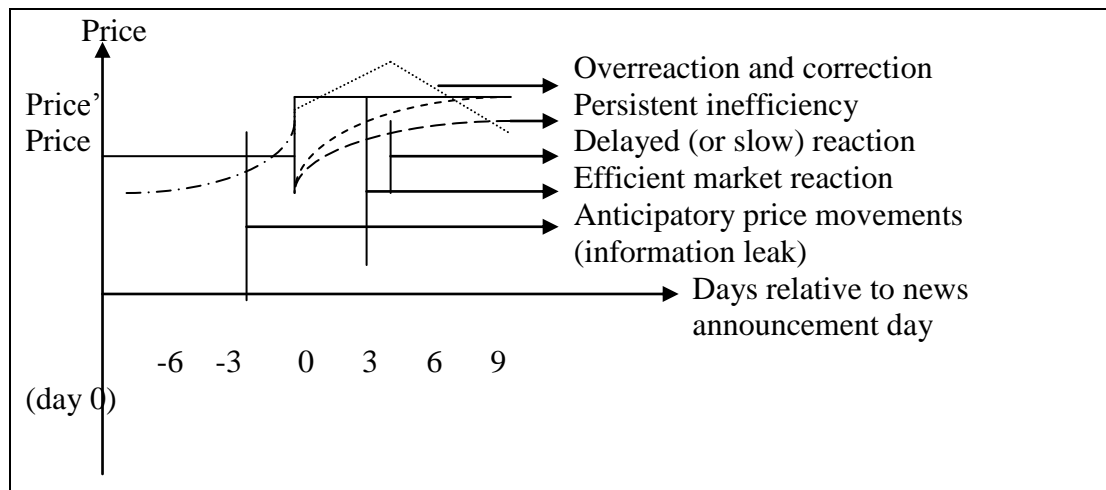 Price
Overreaction and correction
Price’
Persistent inefficiency
Price
Delayed (or slow) reaction
Efficient market reaction
Anticipatory price movements
(information leak)
Days relative to news
announcement day
-6 -3 0 3 6 9
(day 0)